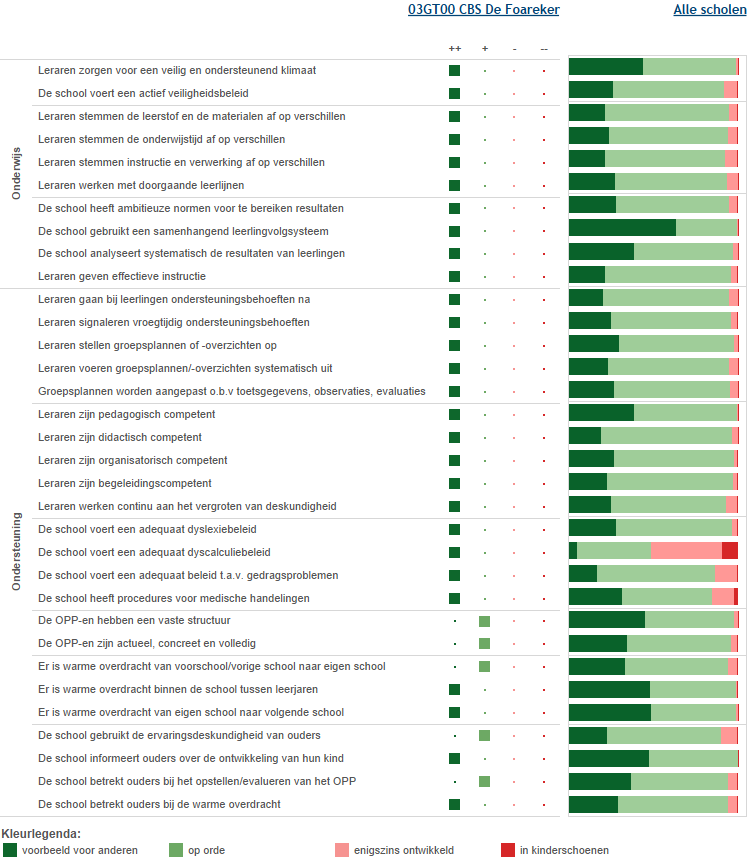 03GT00 CBS De Foareker Alle scholen
++ + - --
Onderwijs
Leraren zorgen voor een veilig en ondersteunend klimaat
De school voert een actief veiligheidsbeleid
Leraren stemmen de leerstof en de materialen af op verschillen
Leraren stemmen de onderwijstijd af op verschillen
Leraren stemmen instructie en verwerking af op verschillen
Leraren werken met doorgaande leerlijnen
De school heeft ambitieuze normen voor te bereiken resultaten
De school gebruikt een samenhangend leerlingvolgsysteem
De school analyseert systematisch de resultaten van leerlingen
Leraren geven effectieve instructie
Ondersteuning
Leraren gaan bij leerlingen ondersteuningsbehoeften na
Leraren signaleren vroegtijdig ondersteuningsbehoeften
Leraren stellen groepsplannen of -overzichten op
Leraren voeren groepsplannen/-overzichten systematisch uit
Groepsplannen worden aangepast o.b.v toetsgegevens, observaties, evaluaties
Leraren zijn pedagogisch competent
Leraren zijn didactisch competent
Leraren zijn organisatorisch competent
Leraren zijn begeleidingscompetent
Leraren werken continu aan het vergroten van deskundigheid
De school voert een adequaat dyslexiebeleid
De school voert een adequaat dyscalculiebeleid
De school voert een adequaat beleid t.a.v. gedragsproblemen
De school heeft procedures voor medische handelingen
De OPP-en hebben een vaste structuur
De OPP-en zijn actueel, concreet en volledig
Er is warme overdracht van voorschool/vorige school naar eigen school
Er is warme overdracht binnen de school tussen leerjaren
Er is warme overdracht van eigen school naar volgende school
De school gebruikt de ervaringsdeskundigheid van ouders
De school informeert ouders over de ontwikkeling van hun kind
De school betrekt ouders bij het opstellen/evalueren van het OPP
De school betrekt ouders bij de warme overdracht
Kleurlegenda:
voorbeeld voor anderen op orde enigszins ontwikkeld in kinderschoenen